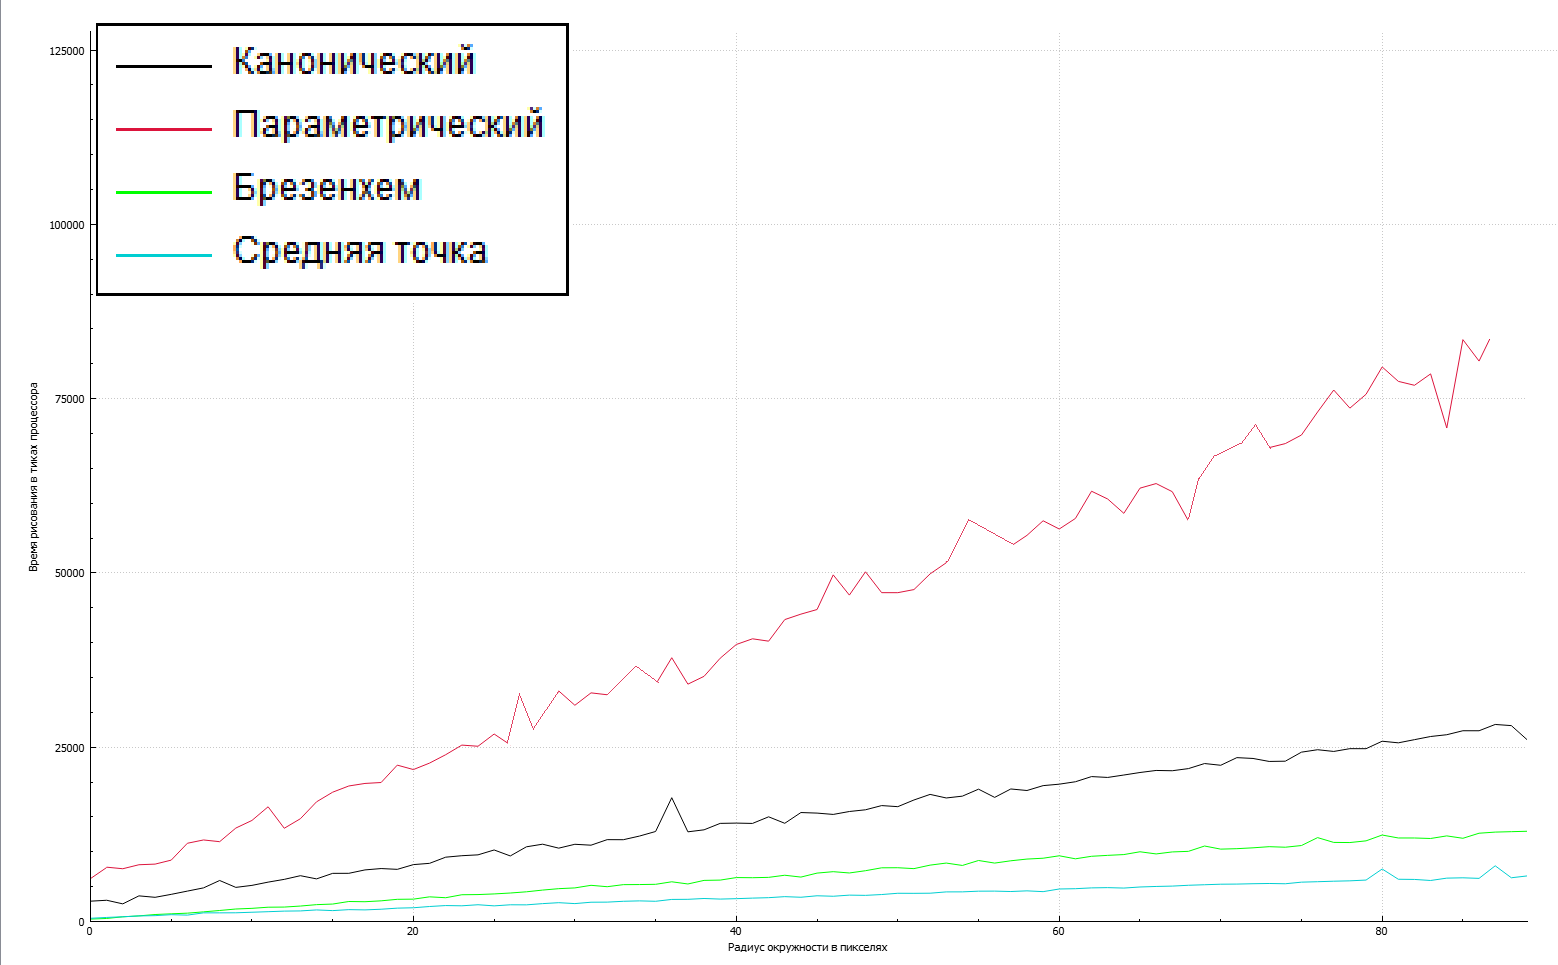 Канонический
Параметрический
Брезенхем
Средняя точка
125000
100000
75000
50000
25000
0
Время рисования в тиках процессора
0
20
40
60
80
Радиус окружности в пикселях